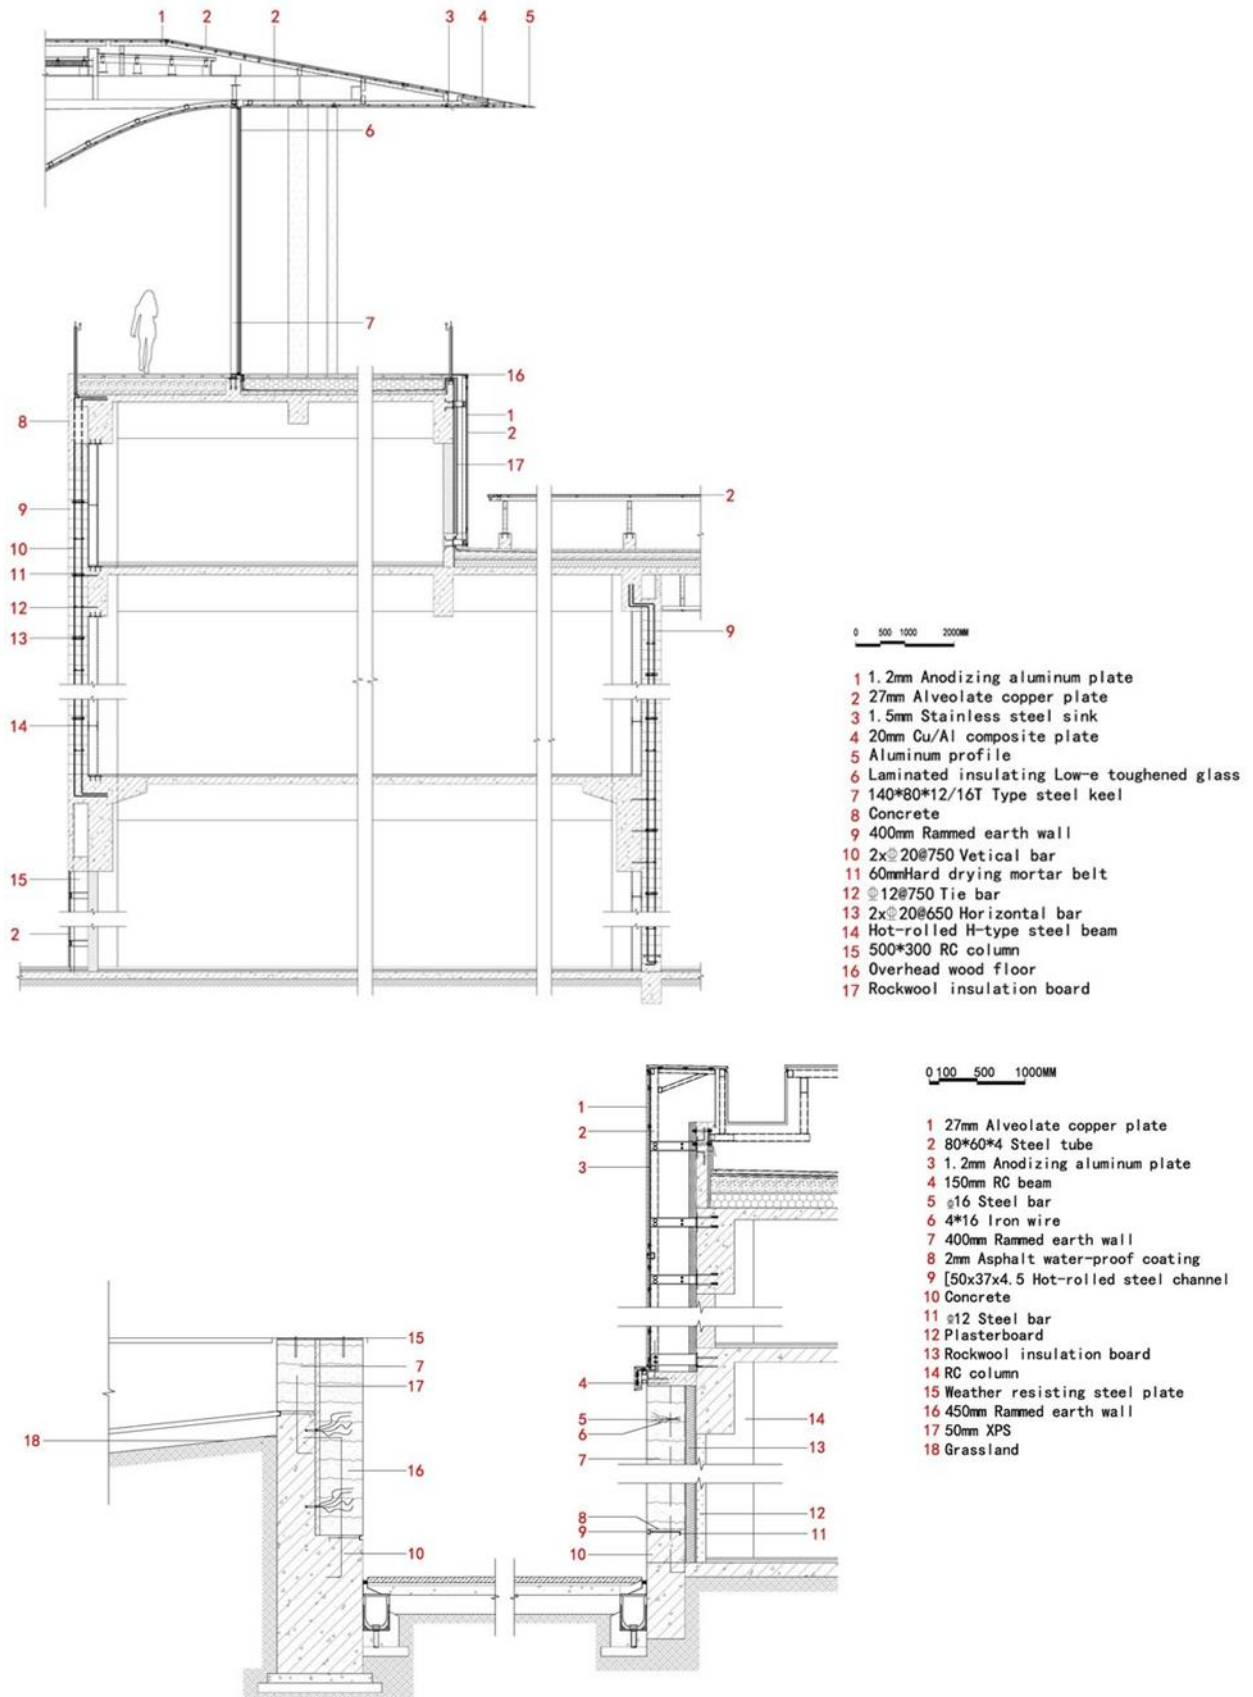 1 2 2 3 4 5
6
7
16
8
1
2
17
2
9
10
11
12
13
9
14
15
2
0 500 1000 2000MM
1 1.2mm Anodizing aluminum plate
2 27mm Alveolate copper plate
3 1.5mm Stainless steel sink
4 20mm Cu/Al composite plate
5 Aluminum profile
6 Laminated insulating Low-e toughened glass
7 140*80*12/16T Type steel keel
8 Concrete
9 400mm Rammed earth wall
10 2x⌽20@750 Vetical bar
11 60mmHard drying mortar belt
12 ⌽12@750 Tie bar
13 2x⌽20@650 Horizontal bar
14 Hot-rolled H-type steel beam
15 500*300 RC column
16 Overhead wood floor
17 Rockwool insulation board
1
2
3
4
5
6
7
8
9
10
14
13
12
11
15
7
17
18
16
10
0 100 500 1000MM
1 27mm Alveolate copper plate
2 80*60*4 Steel tube
3 1.2mm Anodizing aluminum plate
4 150mm RC beam
5 ⌽16 Steel bar
6 4*16 Iron wire
7 400mm Rammed earth wall
8 2mm Asphalt water-proof coating
9 [50x37x4.5 Hot-rolled steel channel
10 Concrete
11 ⌽12 Steel bar
12 Plasterboard
13 Rockwool insulation board
14 RC column
15 Weather resisting steel plate
16 450mm Rammed earth wall
17 50mm XPS
18 Grassland